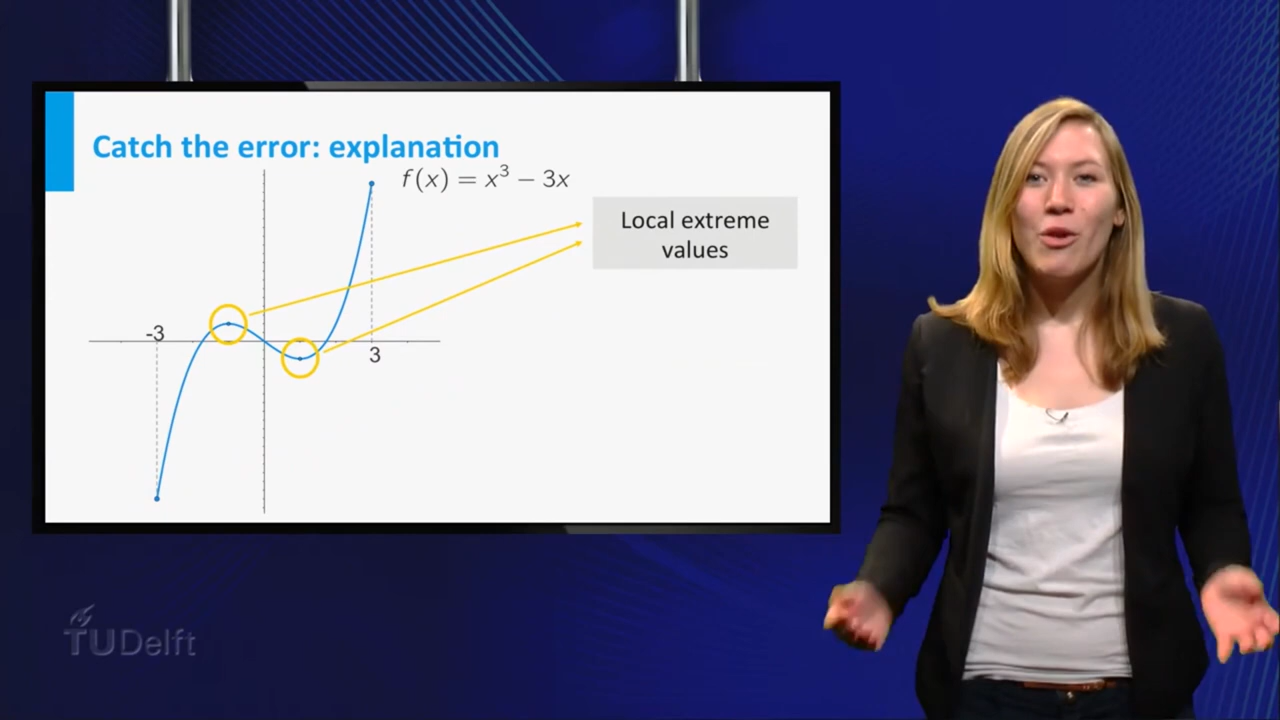 Catch the error: explanation
f(x) = x³ − 3x
Local extreme
values
-3
3
TUDelft